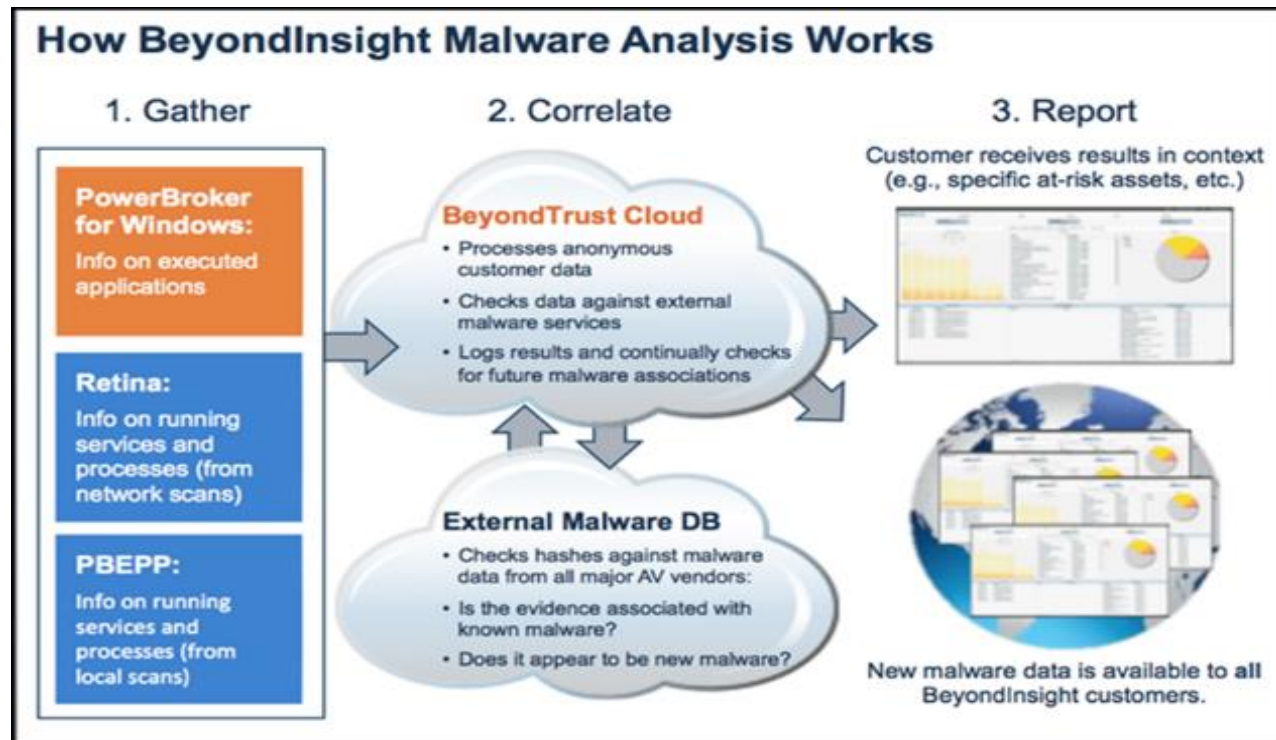 How BeyondInsight Malware Analysis Works
1. Gather
PowerBroker
for Windows:
Info on executed
applications
Retina:
Info on running
services and
processes (from
network scans)
PBEPP:
Info on running
services and
processes (from
local scans)
2. Correlate
BeyondTrust Cloud
• Processes anonymous
customer data
• Checks data against external
malware services
• Logs results and continually checks
for future malware associations
External Malware DB
• Checks hashes against malware
data from all major AV vendors:
• Is the evidence associated with
known malware?
• Does it appear to be new malware?
3. Report
Customer receives results in context
(e.g., specific at-risk assets, etc.)
New malware data is available to all
BeyondInsight customers.